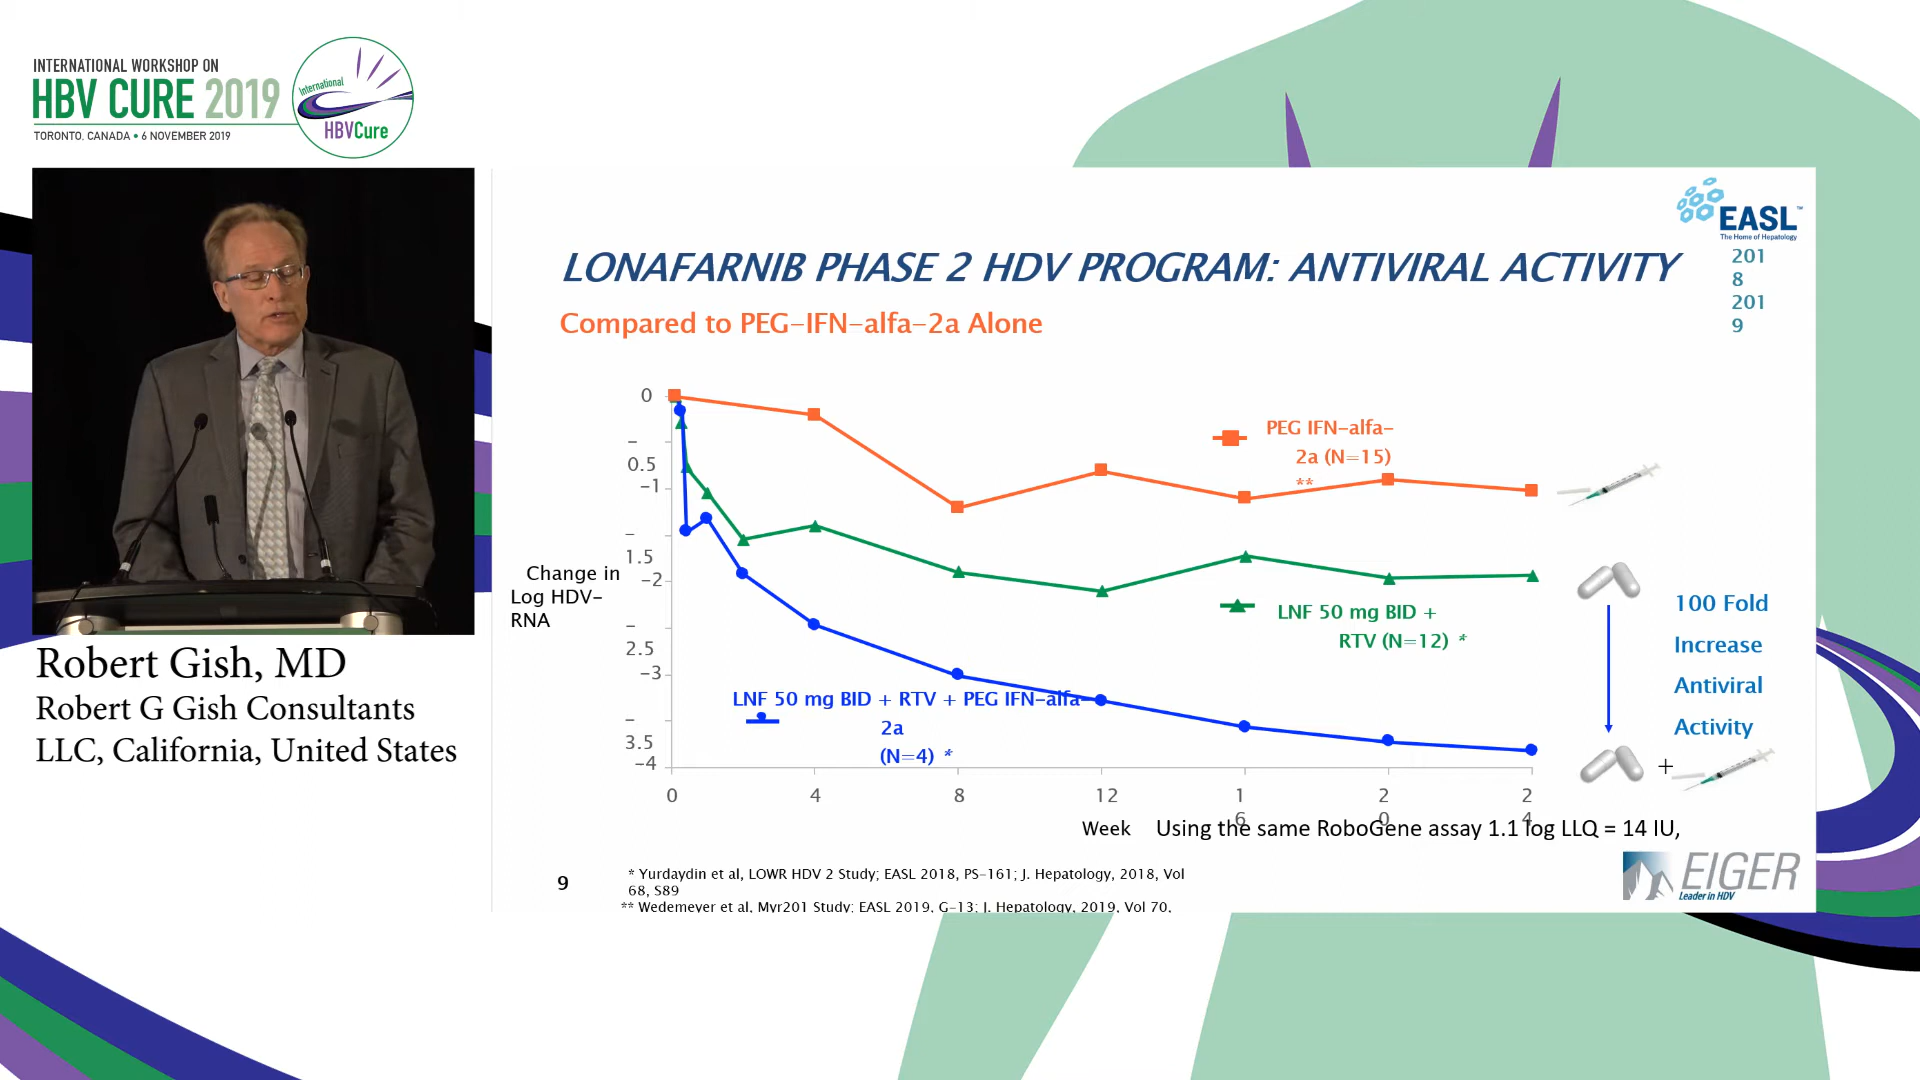 INTERNATIONAL WORKSHOP ON
HBV CURE 2019
TORONTO, CANADA • 6 NOVEMBER 2019
International
HBVCure
Robert Gish, MD
Robert G Gish Consultants
LLC, California, United States
EASL™
The Home of Hepatology
201
8
201
9
LONAFARNIB PHASE 2 HDV PROGRAM: ANTIVIRAL ACTIVITY
Compared to PEG-IFN-alfa-2a Alone
Change in
Log HDV-
RNA
0
-
0.5
-1
-
1.5
-2
-
2.5
-3
-
3.5
-4
PEG IFN-alfa-
2a (N=15)
**
LNF 50 mg BID +
RTV (N=12) *
LNF 50 mg BID + RTV + PEG IFN-alfa-
2a
(N=4) *
100 Fold
Increase
Antiviral
Activity
+
0 4 8 12 1 2 2
6 0 4
Week Using the same RoboGene assay 1.1 log LLQ = 14 IU,
9
* Yurdaydin et al, LOWR HDV 2 Study; EASL 2018, PS-161; J. Hepatology, 2018, Vol
68, S89
** Wedemeyer et al, Myr201 Study; EASL 2019, G-13; J. Hepatology, 2019, Vol 70,
EIGER
Leader in HDV